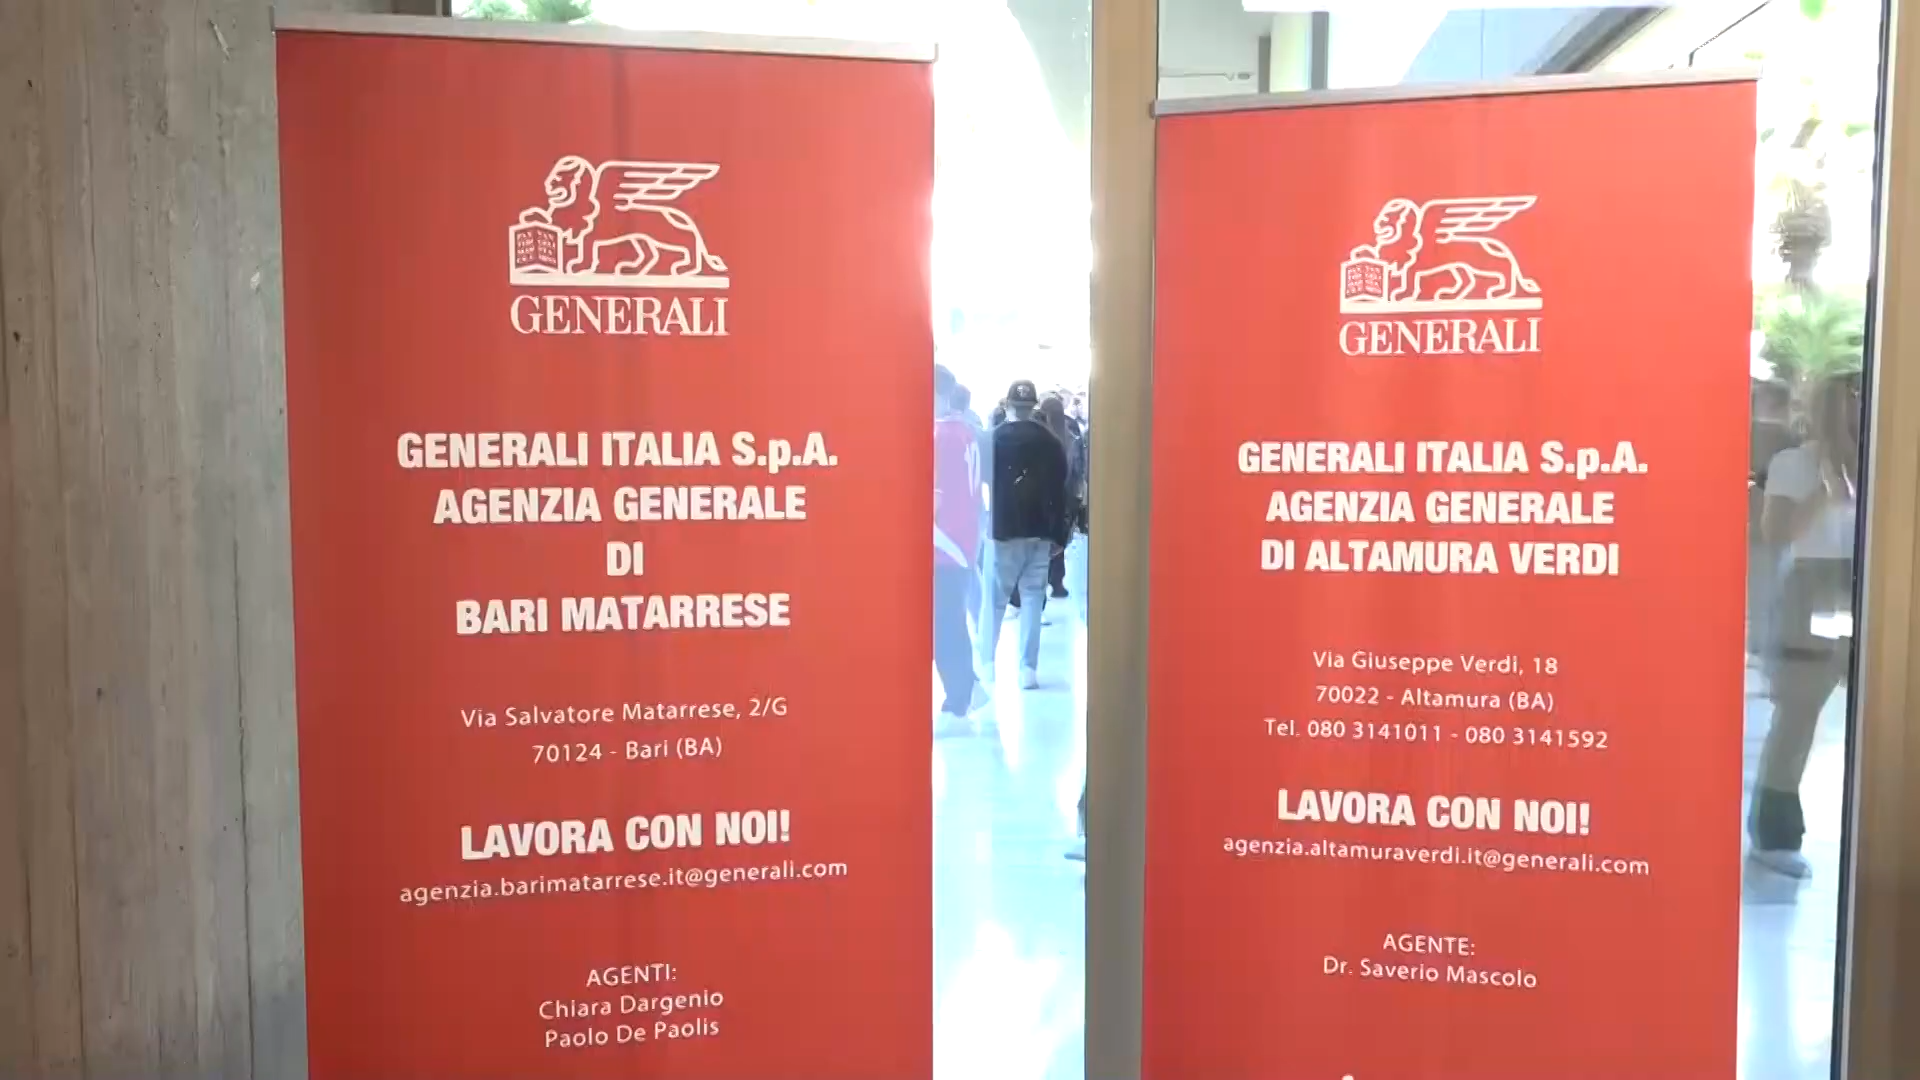 GENERALI
GENERALI ITALIA S.p.A.
AGENZIA GENERALE
DI
BARI MATARRESE
Via Salvatore Matarrese, 2/G
70124 - Bari (BA)
LAVORA CON NOI!
agenzia.barimatarrese.it@generali.com
AGENTI:
Chiara Dargenio
Paolo De Paolis
GENERALI
GENERALI ITALIA S.p.A.
AGENZIA GENERALE
DI ALTAMURA VERDI
Via Giuseppe Verdi, 18
70022 - Altamura (BA)
Tel. 080 3141011 - 080 3141592
LAVORA CON NOI!
agenzia.altamuraverdi.it@generali.com
AGENTE:
Dr. Saverio Mascolo